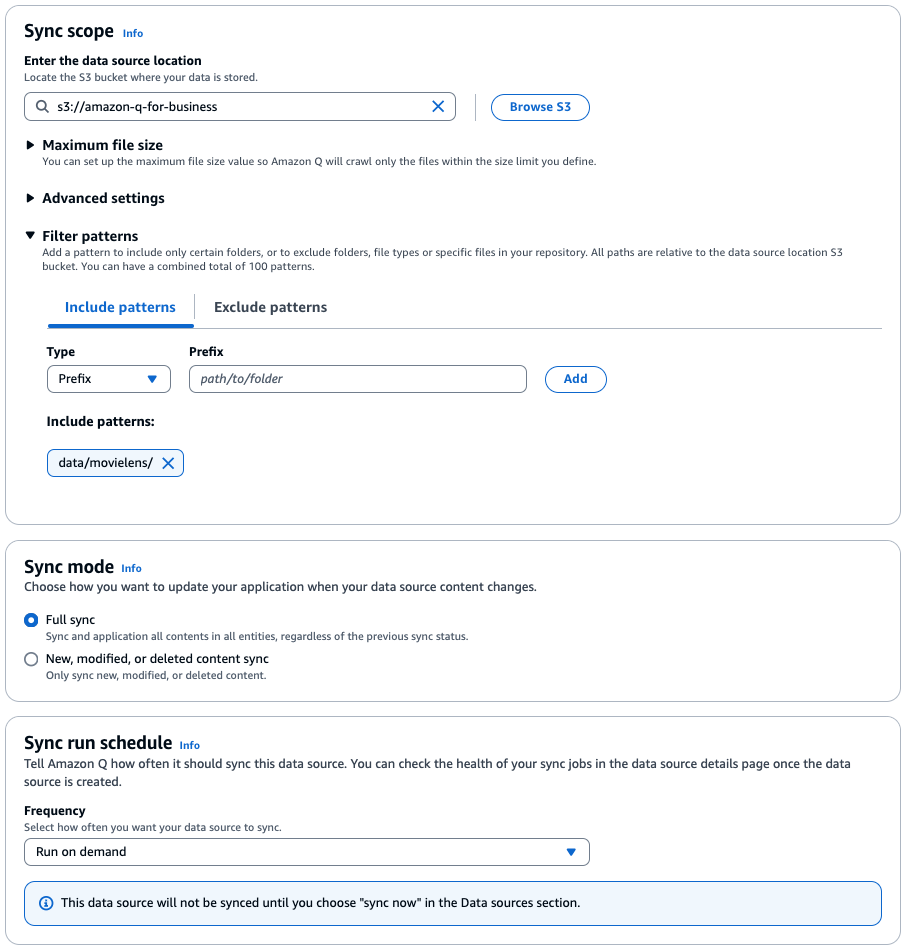 Sync scope Info
Enter the data source location
Locate the S3 bucket where your data is stored.
s3://amazon-q-for-business
Browse S3
Maximum file size
You can set up the maximum file size value so Amazon Q will crawl only the files within the size limit you define.
Advanced settings
Filter patterns
Add a pattern to include only certain folders, or to exclude folders, file types or specific files in your repository. All paths are relative to the data source location S3
bucket. You can have a combined total of 100 patterns.
Include patterns Exclude patterns
Type Prefix
Prefix path/to/folder Add
Include patterns:
data/movielens/
Sync mode Info
Choose how you want to update your application when your data source content changes.
Full sync
Sync and application all contents in all entities, regardless of the previous sync status.
New, modified, or deleted content sync
Only sync new, modified, or deleted content.
Sync run schedule Info
Tell Amazon Q how often it should sync this data source. You can check the health of your sync jobs in the data source details page once the data
source is created.
Frequency
Select how often you want your data source to sync.
Run on demand
This data source will not be synced until you choose "sync now" in the Data sources section.